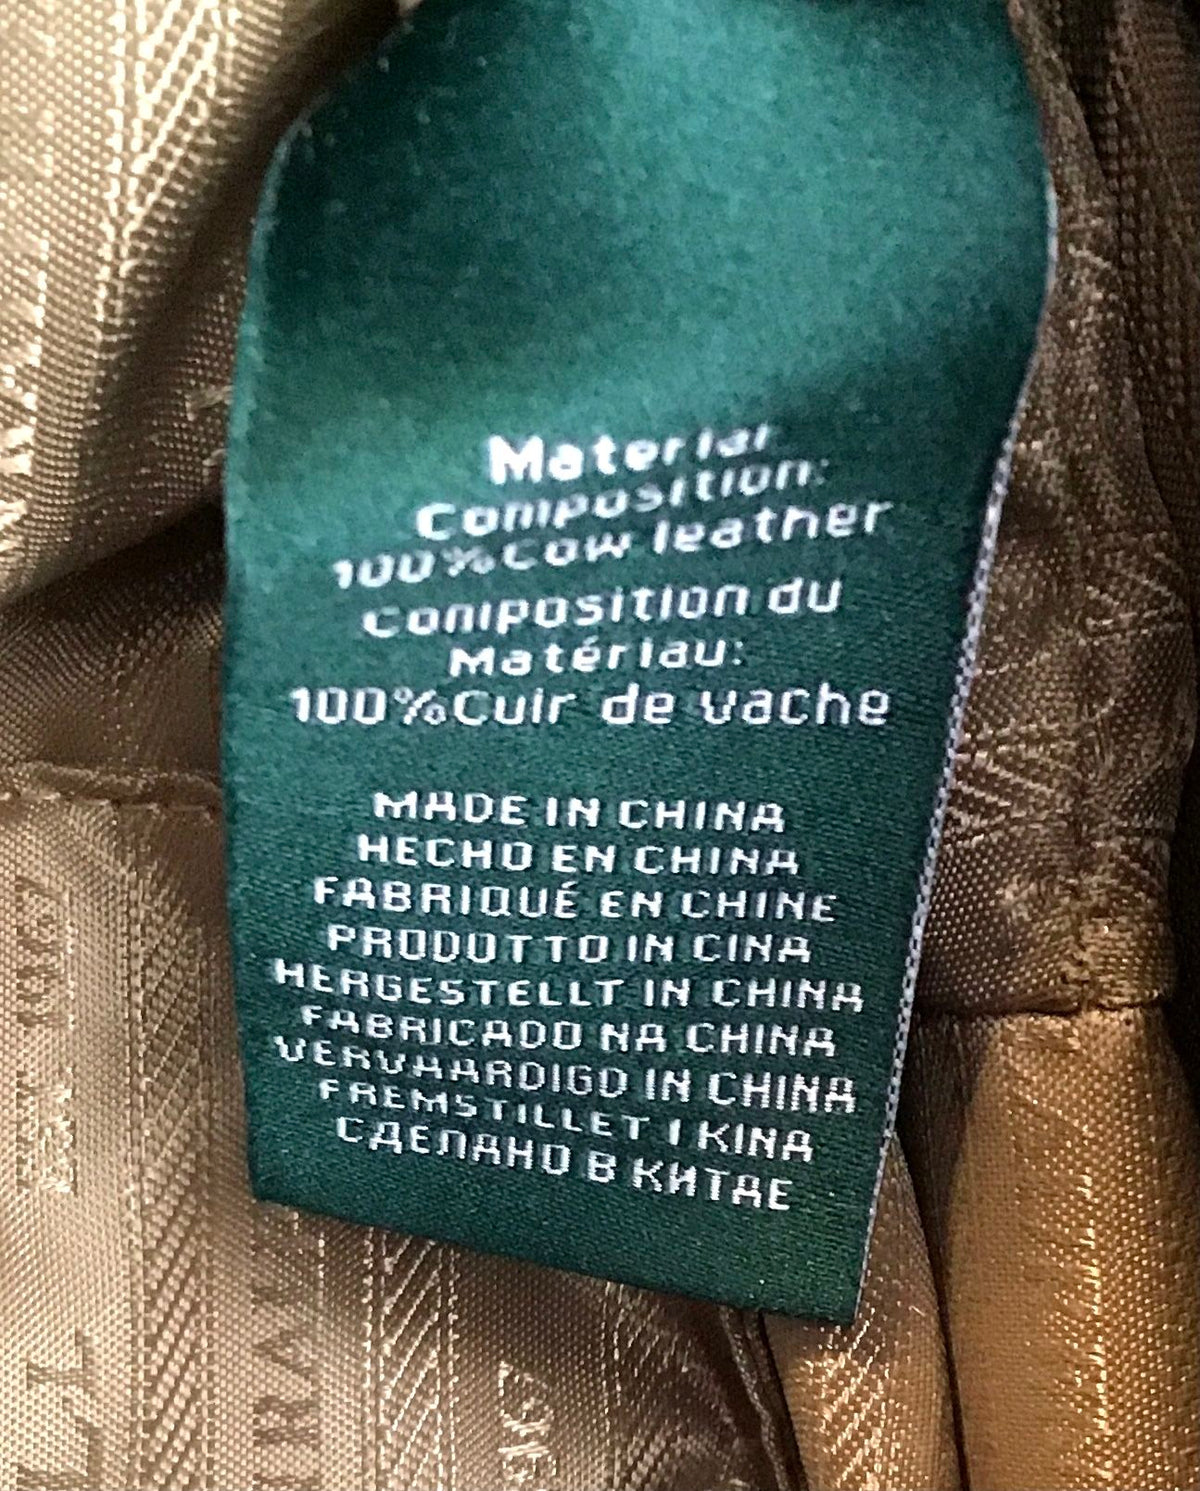 Material
Composition:
100%Cow leather
Composition du
Matériau:
100%Cuir de vache
MADE IN CHINA
HECHO EN CHINA
FABRIQUÉ EN CHINE
PRODOTTO IN CINA
HERGESTELLT IN CHINA
FABRICADO NA CHINA
VERVAARDIGD IN CHINA
FREMSTILLET I KINA
СДЕЛАНО В КИТАЕ